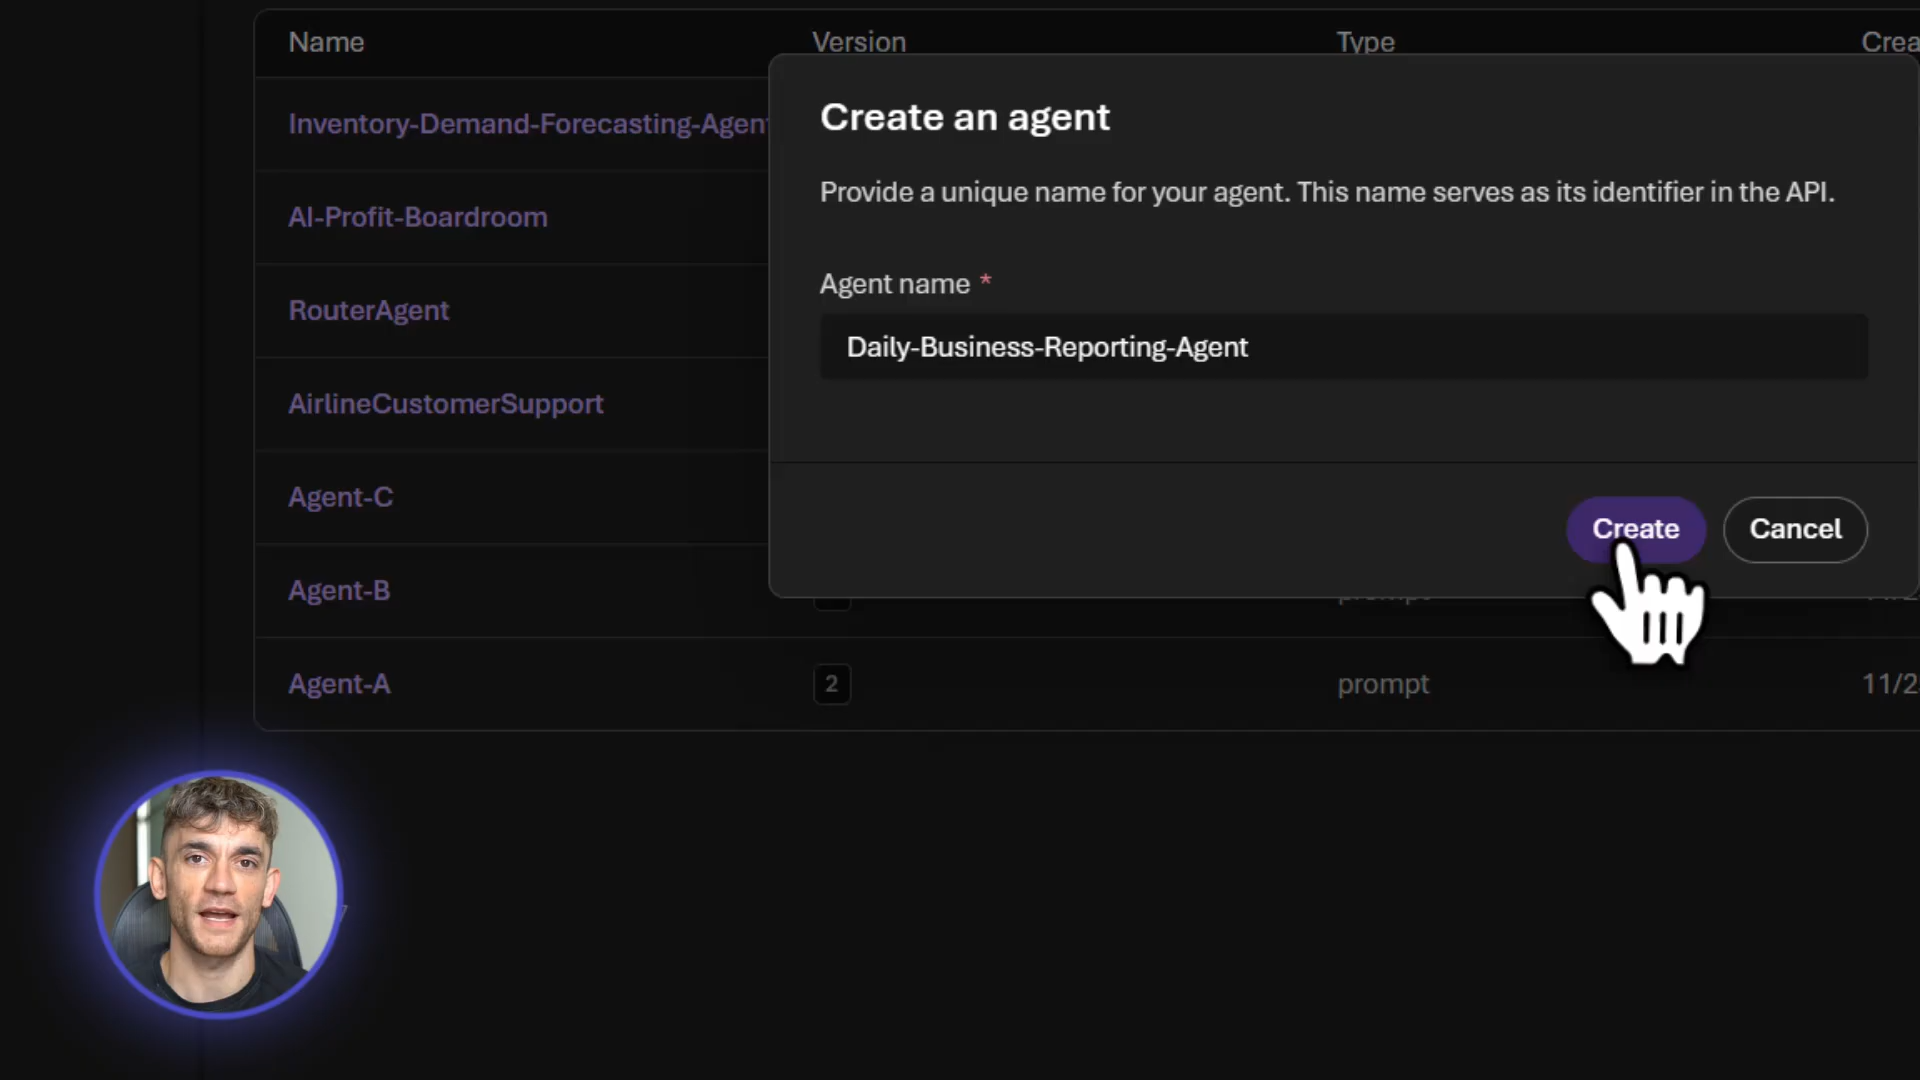 Name
Version
Type
Crea
Create an agent
Provide a unique name for your agent. This name serves as its identifier in the API.
Agent name *
Daily-Business-Reporting-Agent
Create
Cancel
Inventory-Demand-Forecasting-Agent
AI-Profit-Boardroom
RouterAgent
AirlineCustomerSupport
Agent-C
Agent-B
prompt
Agent-A
2
prompt
11/2